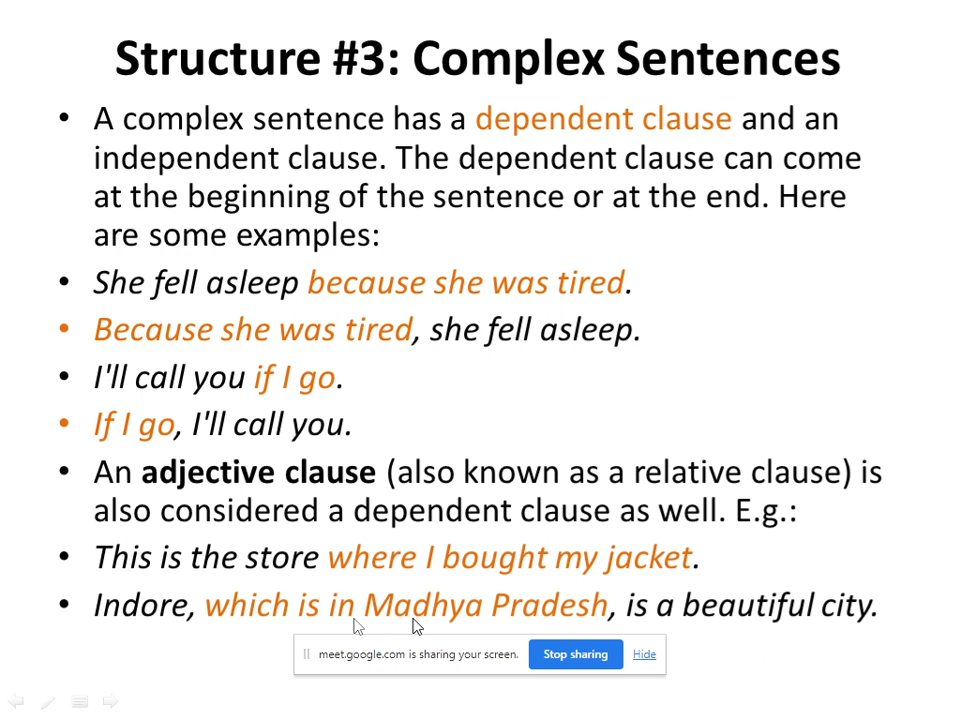 Structure #3: Complex Sentences
• A complex sentence has a dependent clause and an
independent clause. The dependent clause can come
at the beginning of the sentence or at the end. Here
are some examples:
• She fell asleep because she was tired.
• Because she was tired, she fell asleep.
• I'll call you if I go.
• If I go, I'll call you.
• An adjective clause (also known as a relative clause) is
also considered a dependent clause as well. E.g.:
• This is the store where I bought my jacket.
• Indore, which is in Madhya Pradesh, is a beautiful city.
meet.google.com is sharing your screen. Stop sharing Hide